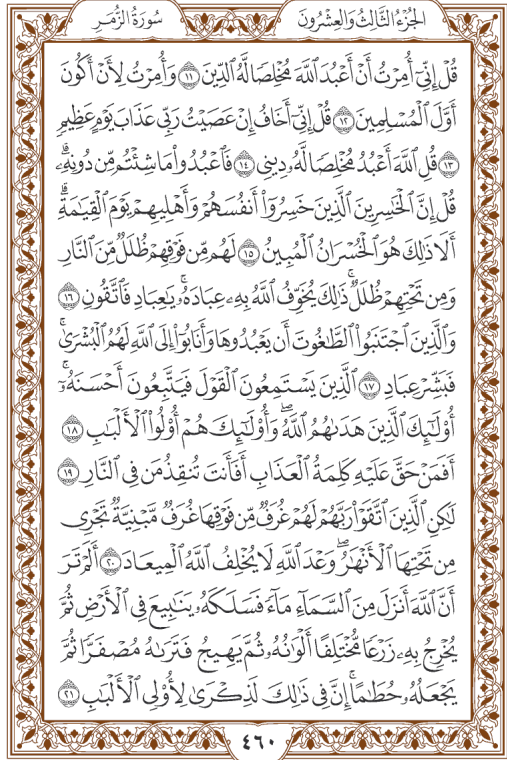 الجُزْءُ الثَّالِثُ وَالعِشْرُونَ
سُورَةُ الزُّمَرِ
قُلْ إِنِّيٓ أُمِرْتُ أَنْ أَعْبُدَ ٱللَّهَ مُخْلِصًا لَّهُ ٱلدِّينَ ١١ وَأُمِرْتُ لِأَنْ أَكُونَ
أَوَّلَ ٱلْمُسْلِمِينَ ١٢ قُلْ إِنِّيٓ أَخَافُ إِنْ عَصَيْتُ رَبِّي عَذَابَ يَوْمٍ عَظِيمٍ
١٣ قُلِ ٱللَّهَ أَعْبُدُ مُخْلِصًا لَّهُۥ دِينِي ١٤ فَٱعْبُدُواْ مَا شِئْتُم مِّن دُونِهِۦۗ
قُلْ إِنَّ ٱلْخَٰسِرِينَ ٱلَّذِينَ خَسِرُوٓاْ أَنفُسَهُمْ وَأَهْلِيهِمْ يَوْمَ ٱلْقِيَٰمَةِۗ
أَلَا ذَٰلِكَ هُوَ ٱلْخُسْرَانُ ٱلْمُبِينُ ١٥ لَهُم مِّن فَوْقِهِمْ ظُلَلٌ مِّنَ ٱلنَّارِ
وَمِن تَحْتِهِمْ ظُلَلٌۚ ذَٰلِكَ يُخَوِّفُ ٱللَّهُ بِهِۦ عِبَادَهُۥۚ يَٰعِبَادِ فَٱتَّقُونِ ١٦
وَٱلَّذِينَ ٱجْتَنَبُواْ ٱلطَّٰغُوتَ أَن يَعْبُدُوهَا وَأَنَابُوٓاْ إِلَى ٱللَّهِ لَهُمُ ٱلْبُشْرَىٰۚ
فَبَشِّرْ عِبَادِ ١٧ ٱلَّذِينَ يَسْتَمِعُونَ ٱلْقَوْلَ فَيَتَّبِعُونَ أَحْسَنَهُۥٓۚ
أُوْلَٰٓئِكَ ٱلَّذِينَ هَدَىٰهُمُ ٱللَّهُۖ وَأُوْلَٰٓئِكَ هُمْ أُوْلُواْ ٱلْأَلْبَٰبِ ١٨
أَفَمَنْ حَقَّ عَلَيْهِ كَلِمَةُ ٱلْعَذَابِ أَفَأَنتَ تُنقِذُ مَن فِي ٱلنَّارِ ١٩
لَٰكِنِ ٱلَّذِينَ ٱتَّقَوْاْ رَبَّهُمْ لَهُمْ غُرَفٌ مِّن فَوْقِهَا غُرَفٌ مَّبْنِيَّةٌ تَجْرِي
مِن تَحْتِهَا ٱلْأَنْهَٰرُۖ وَعْدَ ٱللَّهِ لَا يُخْلِفُ ٱللَّهُ ٱلْمِيعَادَ ٢٠ أَلَمْ تَرَ
أَنَّ ٱللَّهَ أَنزَلَ مِنَ ٱلسَّمَآءِ مَآءً فَسَلَكَهُۥ يَنَٰبِيعَ فِي ٱلْأَرْضِ ثُمَّ
يُخْرِجُ بِهِۦ زَرْعًا مُّخْتَلِفًا أَلْوَٰنُهُۥ ثُمَّ يَهِيجُ فَتَرَىٰهُ مُصْفَرًّا ثُمَّ
يَجْعَلُهُۥ حُطَٰمًاۚ إِنَّ فِي ذَٰلِكَ لَذِكْرَىٰ لِأُوْلِي ٱلْأَلْبَٰبِ ٢١
٤٦٠